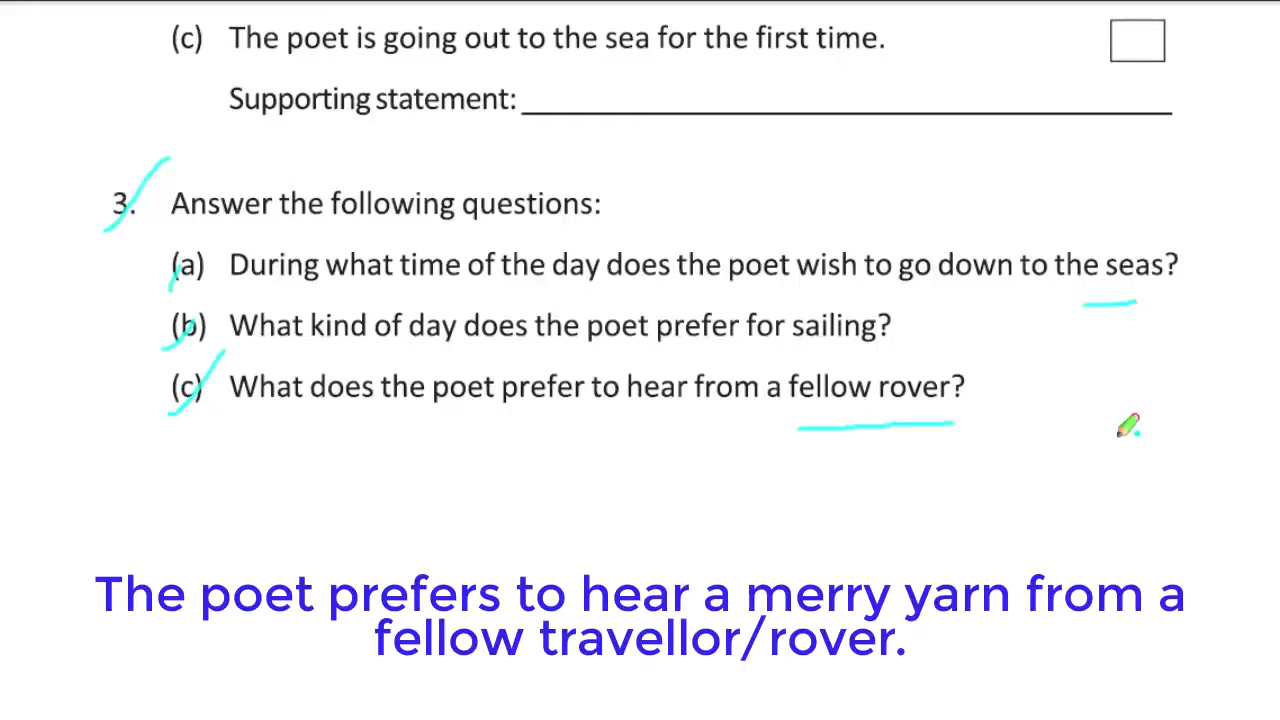 (c) The poet is going out to the sea for the first time.
Supporting statement:
3. Answer the following questions:
(a) During what time of the day does the poet wish to go down to the seas?
(b) What kind of day does the poet prefer for sailing?
(c) What does the poet prefer to hear from a fellow rover?
The poet prefers to hear a merry yarn from a
fellow travellor/rover.